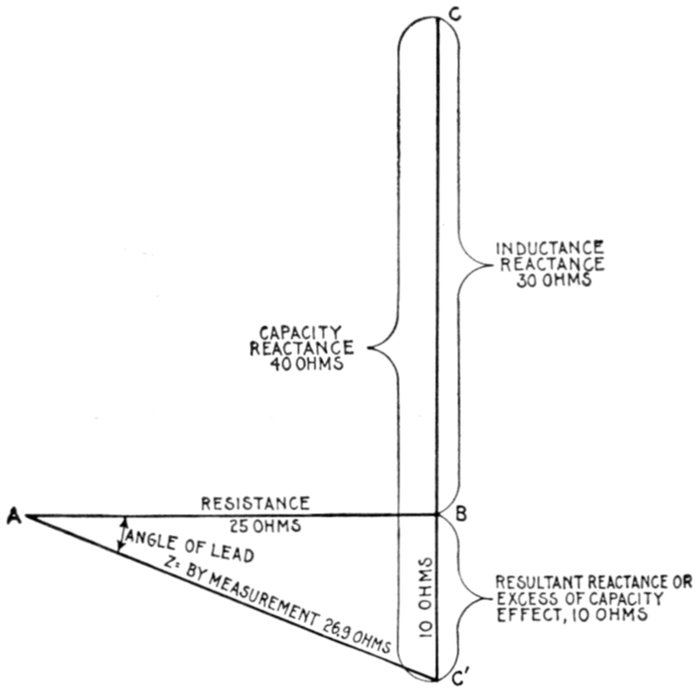 C
INDUCTANCE
REACTANCE
30 OHMS
CAPACITY
REACTANCE
40 OHMS
A
RESISTANCE
25 OHMS
B
ANGLE OF LEAD
Z= BY MEASUREMENT 26.9 OHMS
10 OHMS
RESULTANT REACTANCE OR
EXCESS OF CAPACITY
EFFECT, 10 OHMS
C'